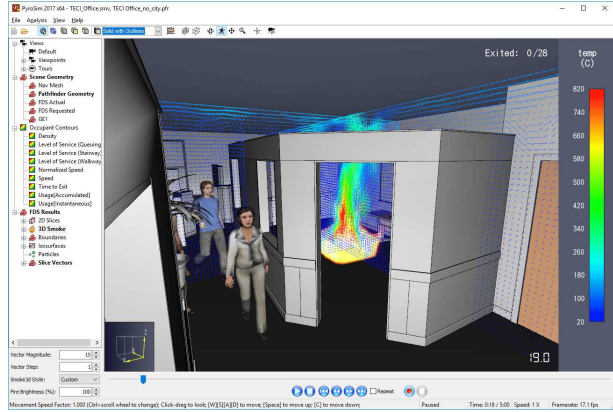 PyroSim 2017 x64 - TECI_Office.smv, TECI Office_no_city.pfr
File Analysis View Help
Solid with Outlines
Views
Default
Viewpoints
Tours
Scene Geometry
Nav Mesh
Pathfinder Geometry
FDS Actual
FDS Requested
GE1
Occupant Contours
Density
Level of Service (Queuing
Level of Service (Stairway
Level of Service (Walkway
Normalized Speed
Speed
Time to Exit
Usage[Accumulated]
Usage[Instantaneous]
FDS Results
2D Slices
3D Smoke
Boundaries
Isosurfaces
Particles
Slice Vectors
Vector Magnitude: 15
Vector Step: 1
Smoke3d Style: Custom
Fire Brightness (%): 100
Exited: 0/28
temp
(C)
820
740
660
580
500
420
340
260
180
100
20
19.0
Repeat
Movement Speed Factor: 1.000 (Ctrl+scroll wheel to change); Click-drag to look; [W][S][A][D] to move; [Space] to move up; [C] to move down;
Paused
Time: 0:18 / 5:00 Speed: 1 X Framerate: 17.1 fps